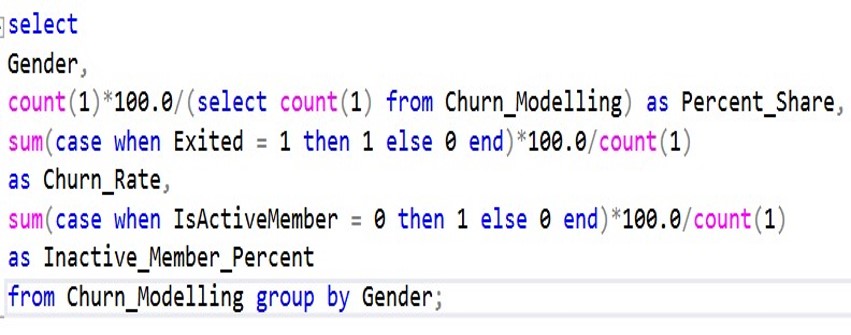 select
Gender,
count(1)*100.0/(select count(1) from Churn_Modelling) as Percent_Share,
sum(case when Exited = 1 then 1 else 0 end)*100.0/count(1)
as Churn_Rate,
sum(case when IsActiveMember = 0 then 1 else 0 end)*100.0/count(1)
as Inactive_Member_Percent
from Churn_Modelling group by Gender;